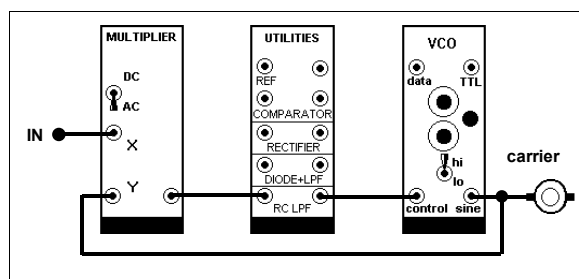 MULTIPLIER
DC
AC
IN
X
Y
UTILITIES
REF
COMPARATOR
RECTIFIER
DIODE+LPF
RC LPF
VCO
data TTL
hi
lo
control sine
carrier